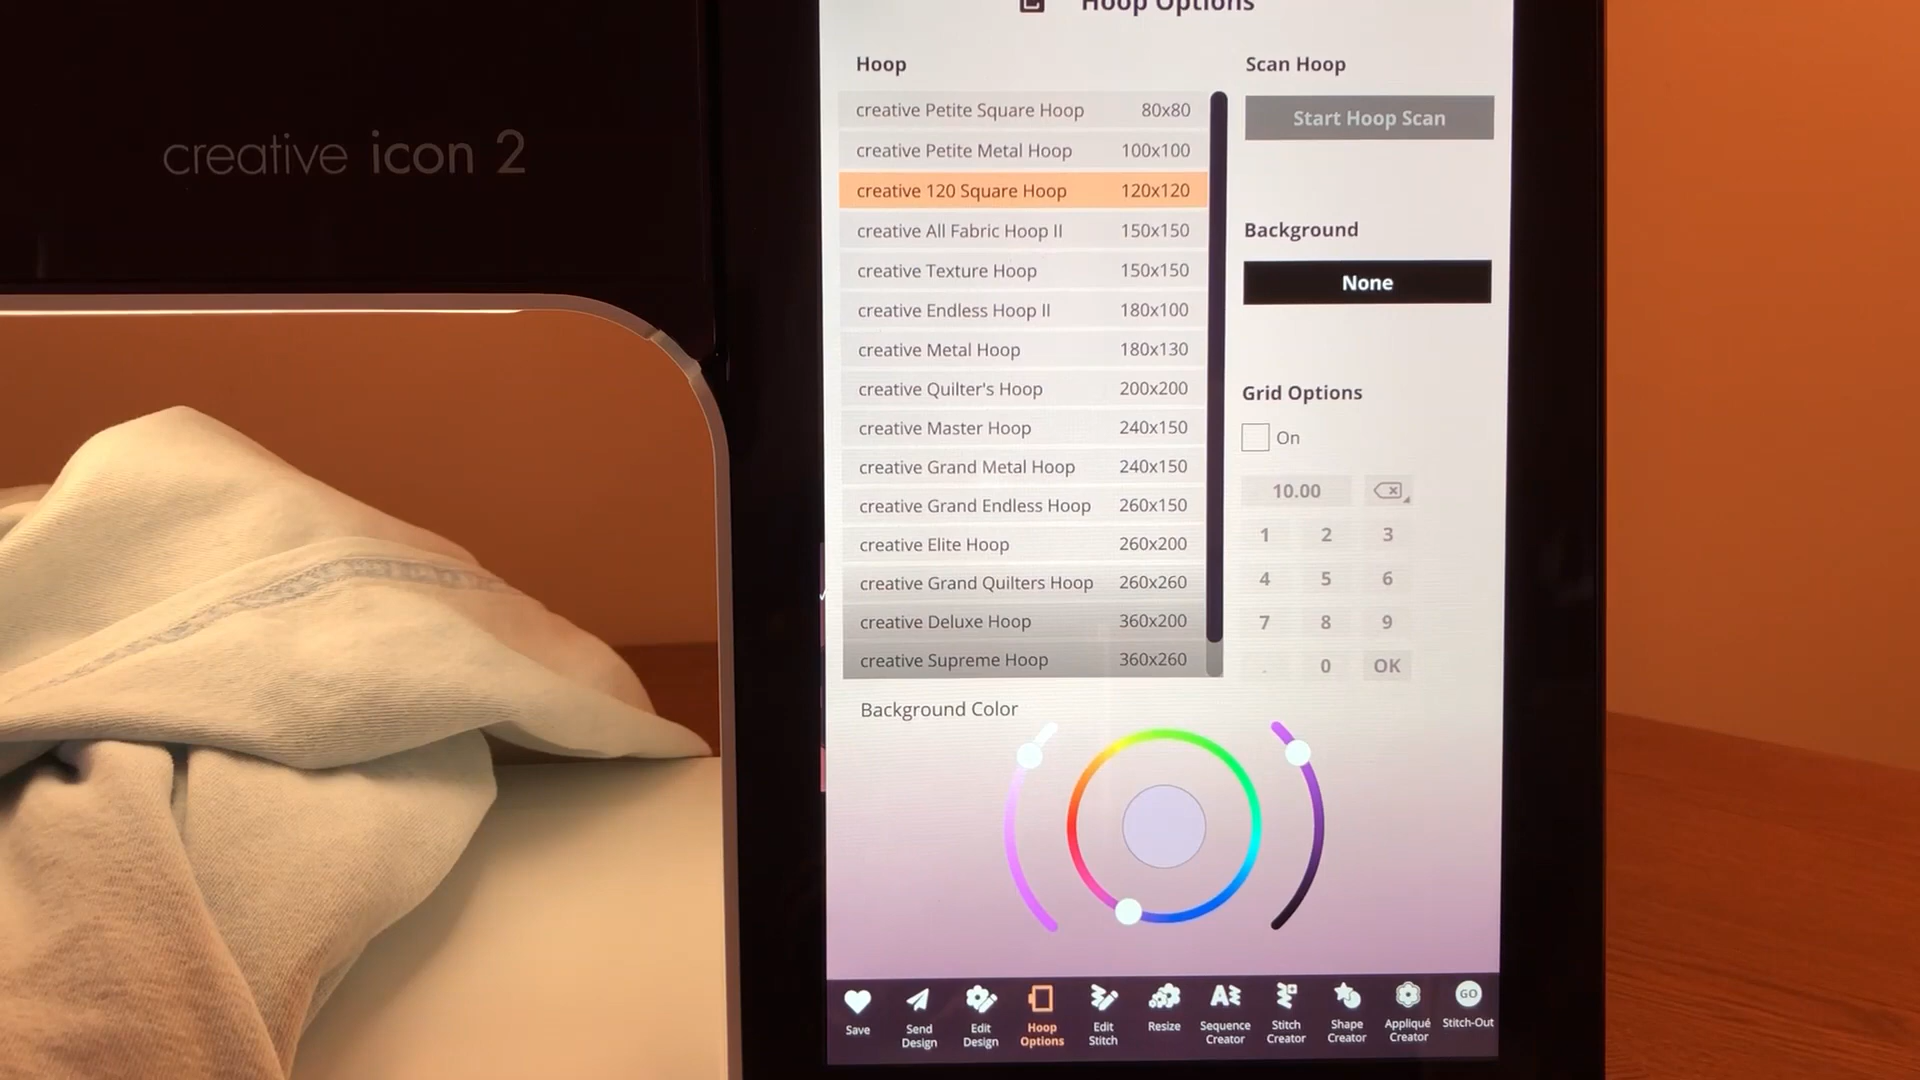 creative icon 2
Hoop Options
Hoop
creative Petite Square Hoop 80x80
creative Petite Metal Hoop 100x100
creative 120 Square Hoop 120x120
creative All Fabric Hoop II 150x150
creative Texture Hoop 150x150
creative Endless Hoop II 180x100
creative Metal Hoop 180x130
creative Quilter's Hoop 200x200
creative Master Hoop 240x150
creative Grand Metal Hoop 240x150
creative Grand Endless Hoop 260x150
creative Elite Hoop 260x200
creative Grand Quilters Hoop 260x260
creative Deluxe Hoop 360x200
creative Supreme Hoop 360x260
Scan Hoop
Start Hoop Scan
Background
None
Grid Options
On
10.00
1 2 3
4 5 6
7 8 9
. 0 OK
Background Color
Save
Send Design
Edit Design
Hoop Options
Edit Stitch
Resize
Sequence Creator
Stitch Creator
Shape Creator
Appliqué Creator
GO
Stitch-Out